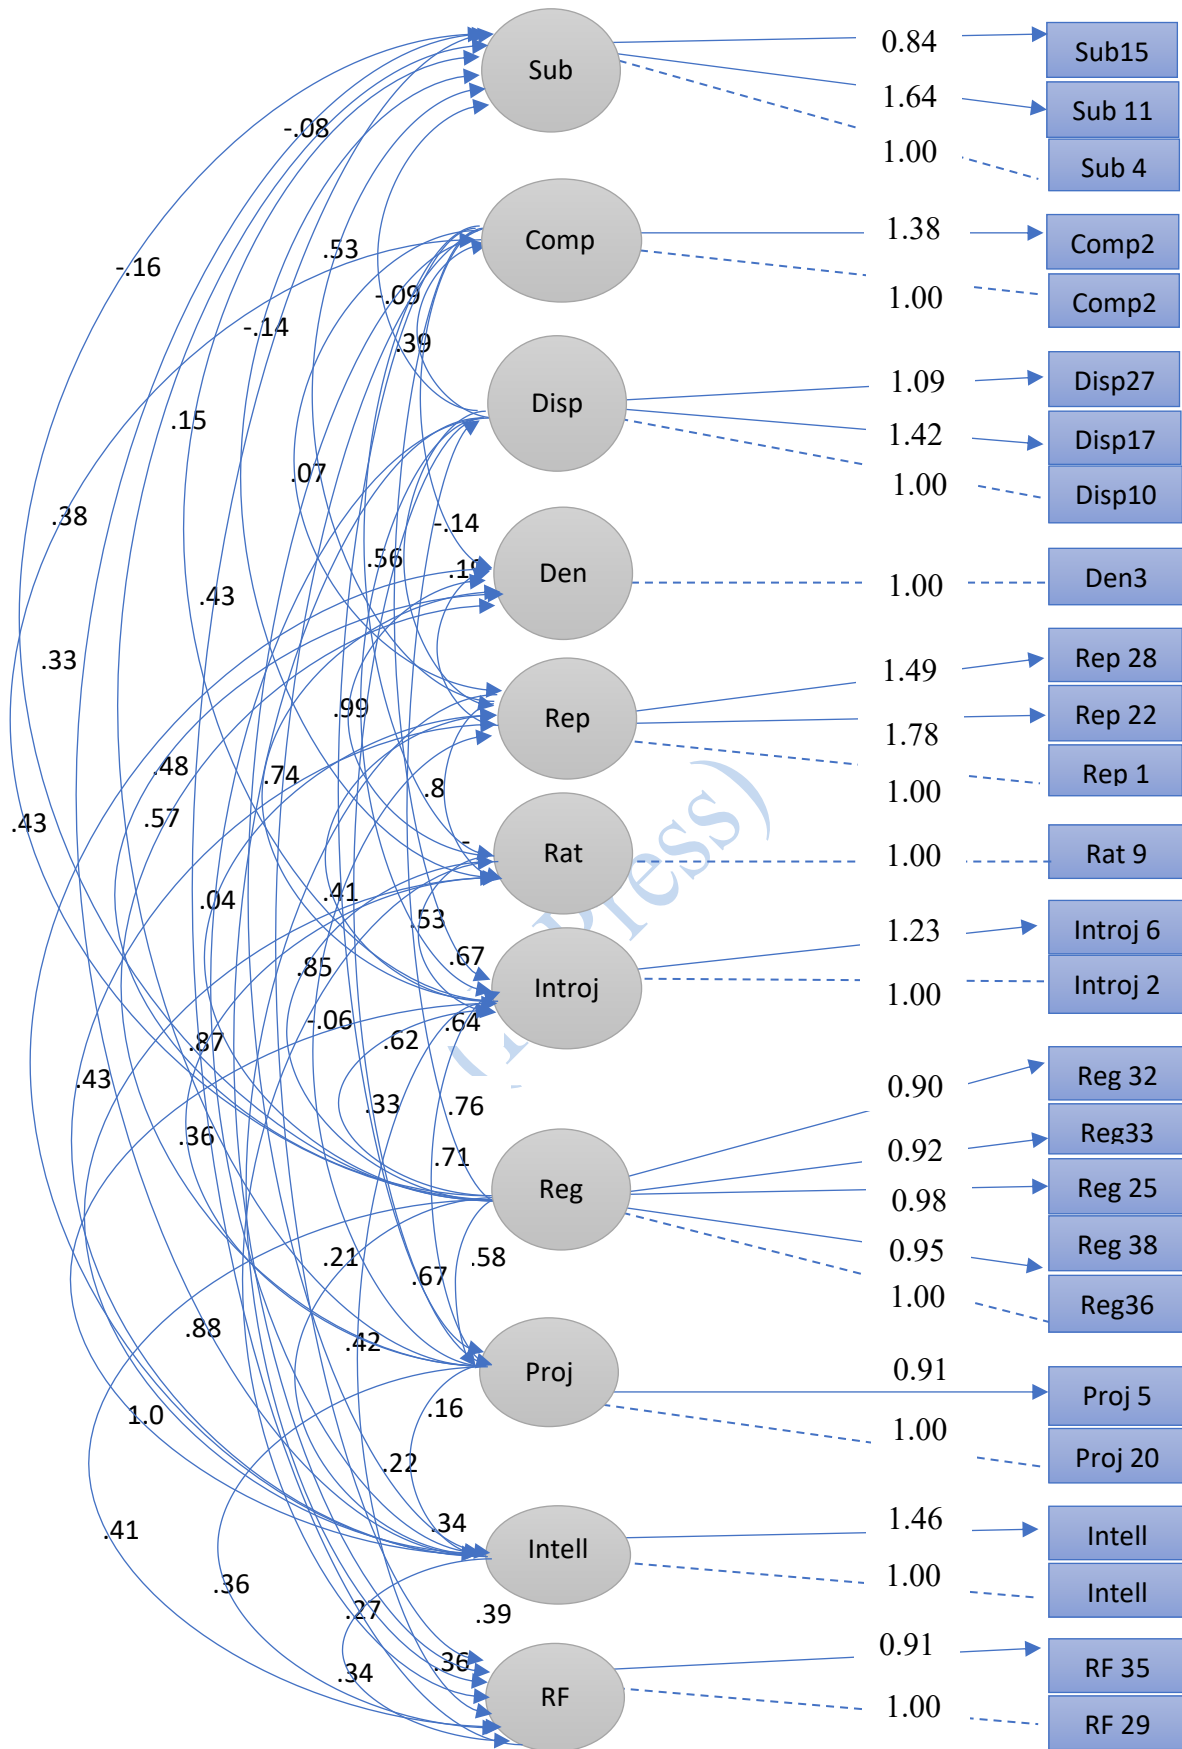 Sub
0.84
Sub15
1.64
Sub 11
1.00
Sub 4
-.08
Comp
1.38
Comp2
1.00
Comp2
.53
-.16
-.09
-.14
.39
Disp
1.09
Disp27
1.42
Disp17
1.00
Disp10
.15
.07
.38
-.14
.56
Den
1.00
Den3
.43
.33
Rep
1.49
Rep 28
1.78
Rep 22
1.00
Rep 1
.99
.48
.74
.8
.57
.43
-
Rat
1.00
Rat 9
.04
.41
.53
.67
Introj
1.23
Introj 6
1.00
Introj 2
.85
-.06
.62
.64
.87
.43
.33
.76
.36
.71
Press)
Reg
0.90
Reg 32
0.92
Reg33
0.98
Reg 25
0.95
Reg 38
1.00
Reg36
.21
.58
.67
.88
.42
Proj
0.91
Proj 5
1.00
Proj 20
1.0
.16
.22
.34
.41
Intell
1.46
Intell
1.00
Intell
.36
.27
.39
.36
.34
RF
0.91
RF 35
1.00
RF 29